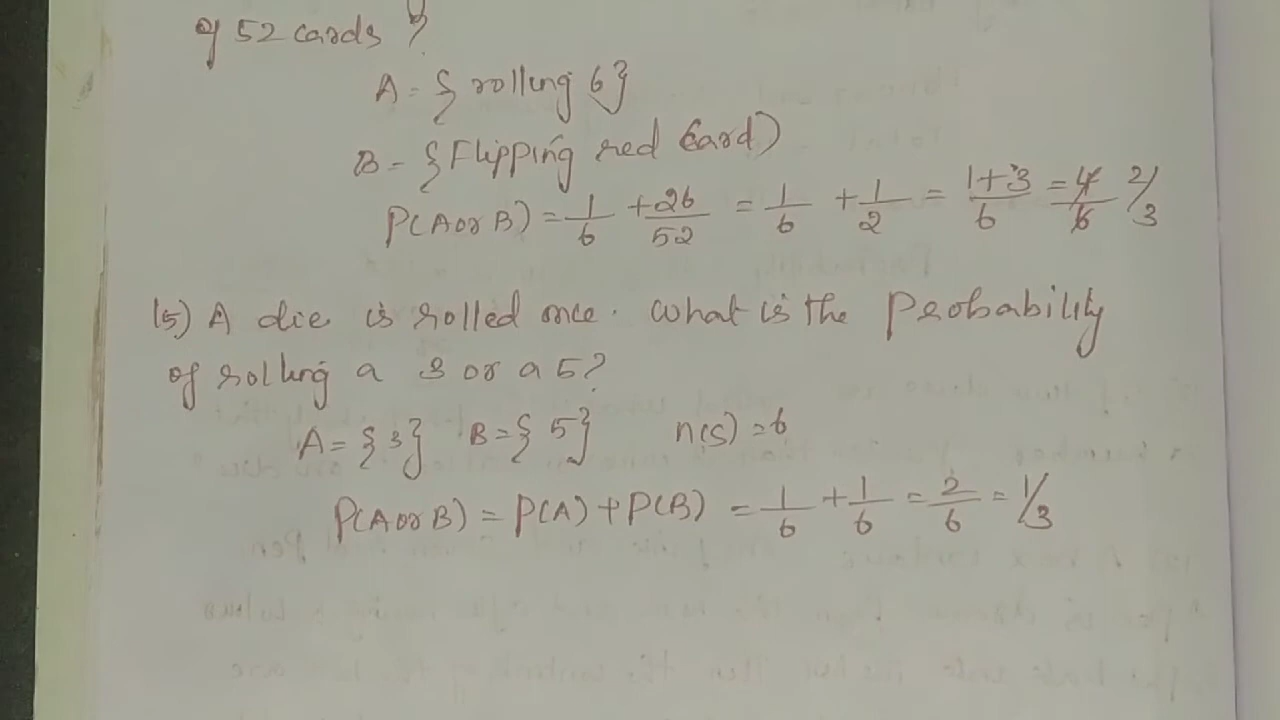 of 52 cards ?
A = { rolling 6}
B = { Flipping red Card)
P(A or B) = 1/6 + 26/52 = 1/6 + 1/2 = 1+3/6 = 4/6 2/3
(5) A die is rolled once. What is the Probability
of rolling a 3 or a 5?
A = { 3} B = { 5} n(s) = 6
P(A or B) = P(A) + P(B) = 1/6 + 1/6 = 2/6 = 1/3